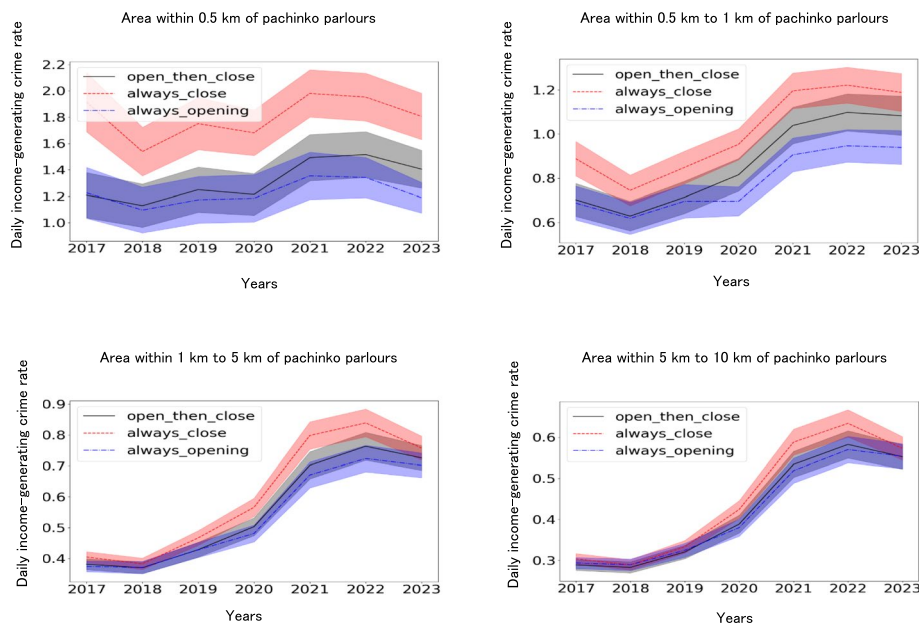 Area within 0.5 km of pachinko parlours
Daily income-generating crime rate
2.2
2.0
1.8
1.6
1.4
1.2
1.0
open_then_close
always_close
always_opening
2017 2018 2019 2020 2021 2022 2023
Years
Area within 0.5 km to 1 km of pachinko parlours
Daily income-generating crime rate
1.2
1.0
0.8
0.6
open_then_close
always_close
always_opening
2017 2018 2019 2020 2021 2022 2023
Years
Area within 1 km to 5 km of pachinko parlours
Daily income-generating crime rate
0.9
0.8
0.7
0.6
0.5
0.4
open_then_close
always_close
always_opening
2017 2018 2019 2020 2021 2022 2023
Years
Area within 5 km to 10 km of pachinko parlours
Daily income-generating crime rate
0.6
0.5
0.4
0.3
open_then_close
always_close
always_opening
2017 2018 2019 2020 2021 2022 2023
Years